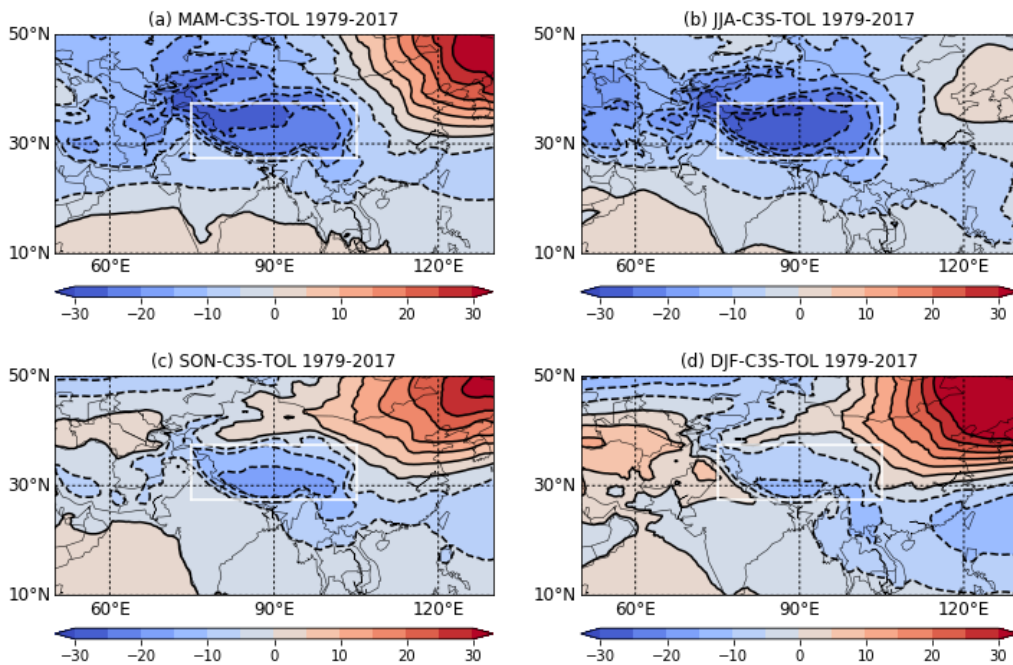 (a) MAM-C3S-TOL 1979-2017
50°N
30°N
10°N
60°E 90°E 120°E
−30 −20 −10 0 10 20 30
(b) JJA-C3S-TOL 1979-2017
50°N
30°N
10°N
60°E 90°E 120°E
−30 −20 −10 0 10 20 30
(c) SON-C3S-TOL 1979-2017
50°N
30°N
10°N
60°E 90°E 120°E
−30 −20 −10 0 10 20 30
(d) DJF-C3S-TOL 1979-2017
50°N
30°N
10°N
60°E 90°E 120°E
−30 −20 −10 0 10 20 30